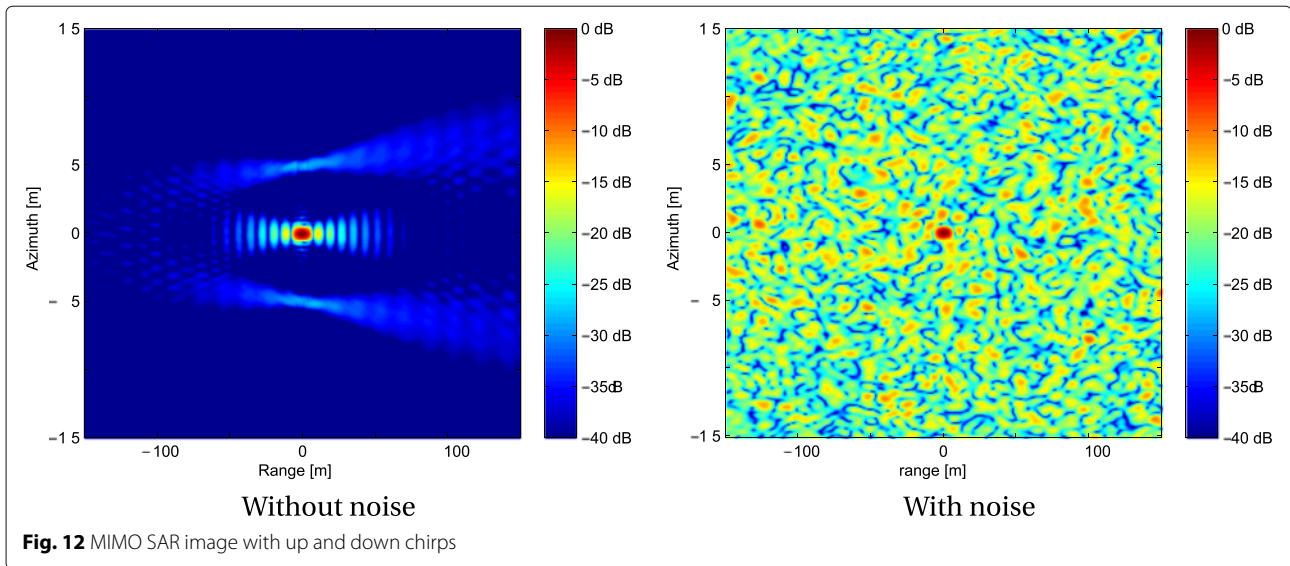 1 5
5
0
– 5
–1 5
Azimuth [m]
–100
0
100
Range [m]
0 dB
–5 dB
–10 dB
–15 dB
–20 dB
–25 dB
–30 dB
–35dB
–40 dB
Without noise
1 5
5
0
– 5
–1 5
Azimuth [m]
–100
0
100
range [m]
0 dB
–5 dB
–10 dB
–15 dB
–20 dB
–25 dB
–30 dB
–35dB
–40 dB
With noise
Fig. 12 MIMO SAR image with up and down chirps